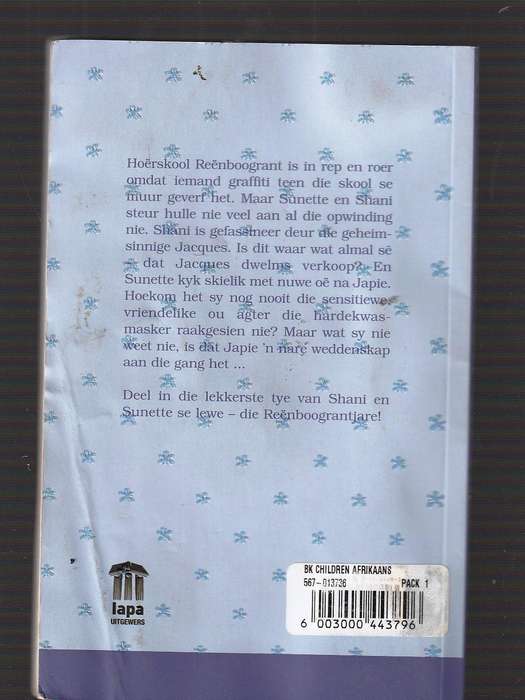 Hoërskool Reënboogrant is in rep en roer
omdat iemand graffiti teen die skool se
muur geverf het. Maar Sunette en Shani
steur hulle nie veel aan al die opwinding
nie. Shani is gefassineer deur die geheim-
sinnige Jacques. Is dit waar wat almal sê
– dat Jacques dwelms verkoop? En
Sunette kyk skielik met nuwe oë na Japie.
Hoekom het sy nog nooit die sensitiewe,
vriendelike ou agter die hardekwas-
masker raakgesien nie? Maar wat sy nie
weet nie, is dat Japie 'n nare weddenskap
aan die gang het ...
Deel in die lekkerste tye van Shani en
Sunette se lewe – die Reënboograntjare!
lapa
UITGEWERS
BK CHILDREN AFRIKAANS
567-013736 PACK 1
6 003000 443796